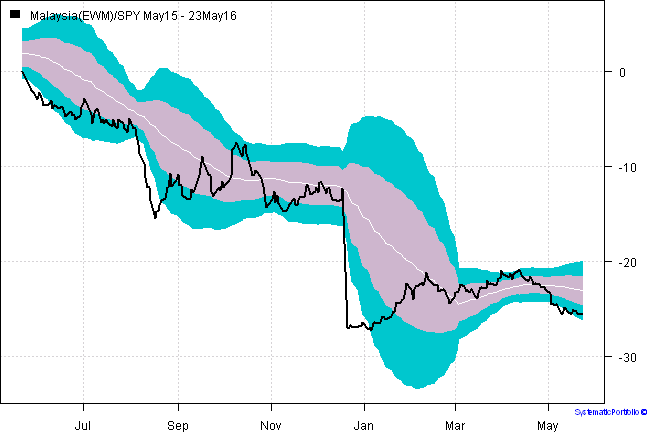 Malaysia(EWM)/SPY May15 - 23May16
0
-10
-20
-30
Jul Sep Nov Jan Mar May
SystematicPortfolio ©